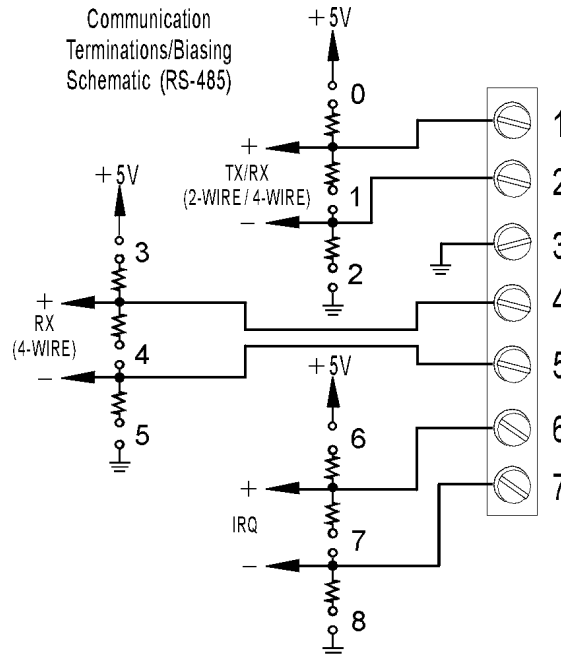 Communication
Terminations/Biasing
Schematic (RS-485)
+5V
0
+
TX/RX
(2-WIRE / 4-WIRE)
1
−
2
+5V
3
+
RX
(4-WIRE)
4
−
5
+5V
6
+
IRQ
7
−
8
1
2
3
4
5
6
7